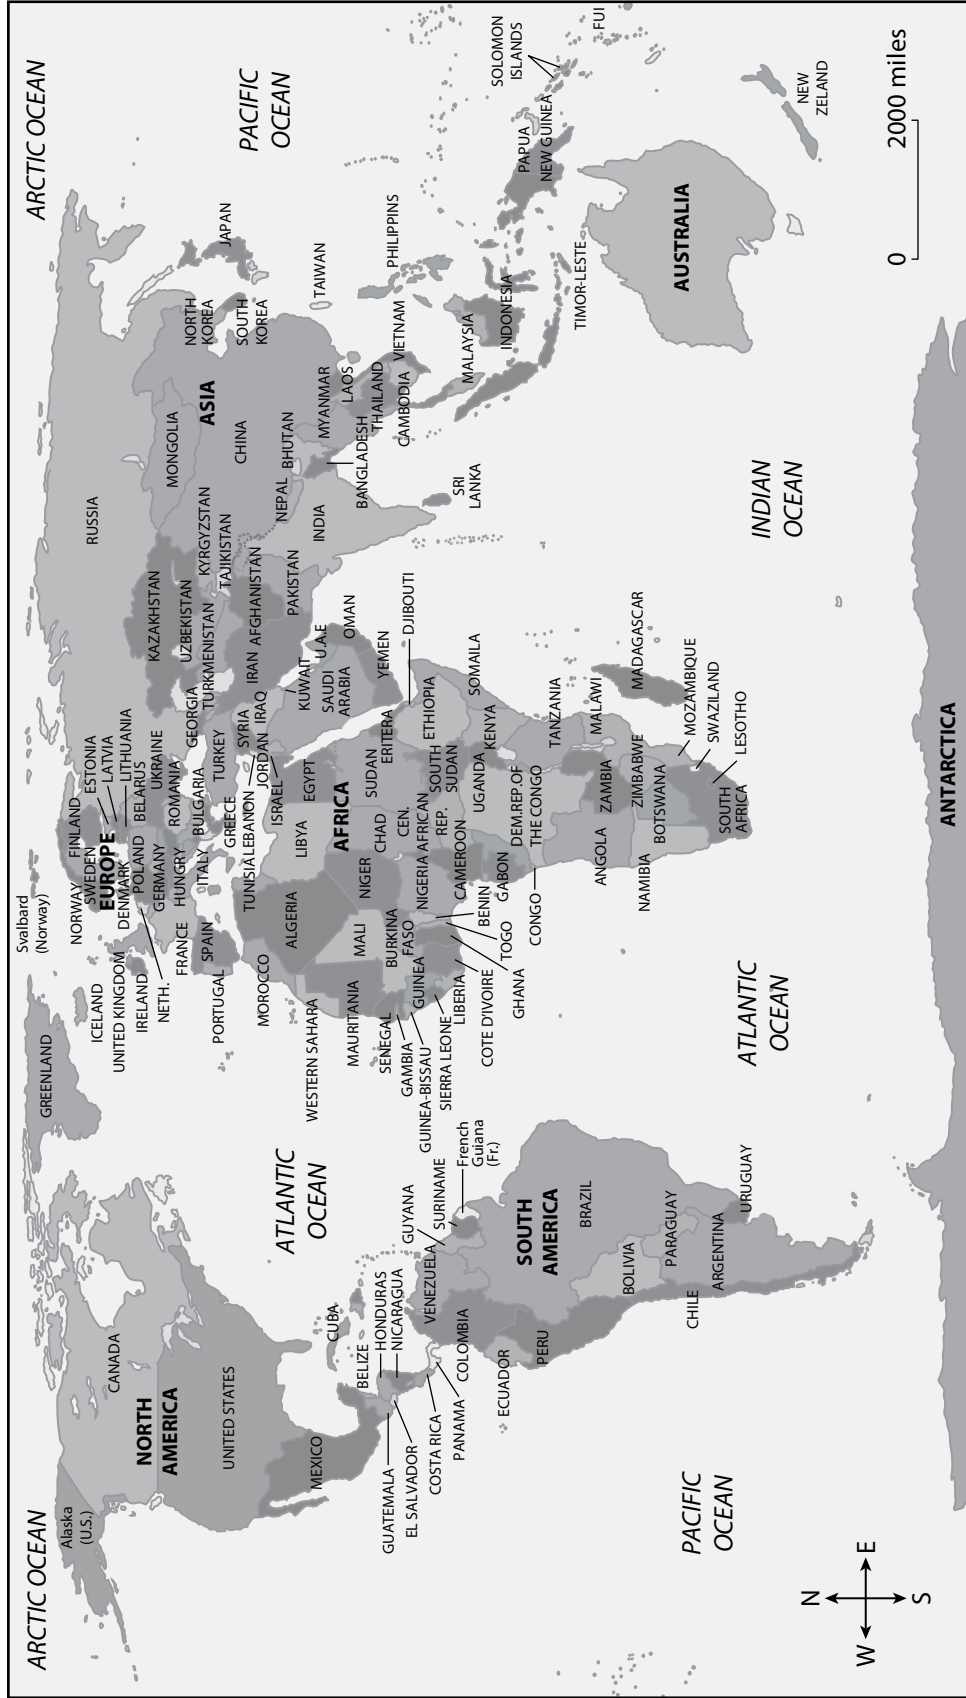 ARCTIC OCEAN
ARCTIC OCEAN
Svalbard
(Norway)
GREENLAND
Alaska
(U.S.)
CANADA
NORTH
AMERICA
UNITED STATES
MEXICO
CUBA
BELIZE
HONDURAS
NICARAGUA
GUATEMALA
EL SALVADOR
COSTA RICA
PANAMA
ATLANTIC
OCEAN
PACIFIC
OCEAN
VENEZUELA
GUYANA
SURINAME
French
Guiana
(Fr.)
COLOMBIA
ECUADOR
PERU
SOUTH
AMERICA
BRAZIL
BOLIVIA
PARAGUAY
CHILE
ARGENTINA
URUGUAY
ICELAND
UNITED KINGDOM
IRELAND
NETH.
NORWAY
SWEDEN
FINLAND
EUROPE
DENMARK
ESTONIA
LATVIA
LITHUANIA
BELARUS
POLAND
GERMANY
UKRAINE
HUNGRY
ROMANIA
FRANCE
ITALY
BULGARIA
SPAIN
PORTUGAL
GREECE
TURKEY
GEORGIA
RUSSIA
KAZAKHSTAN
UZBEKISTAN
TURKMENISTAN
KYRGYZSTAN
TAJIKISTAN
MONGOLIA
ASIA
CHINA
NORTH
KOREA
SOUTH
KOREA
JAPAN
TAIWAN
PACIFIC
OCEAN
SYRIA
LEBANON
ISRAEL
JORDAN
IRAQ
IRAN
AFGHANISTAN
PAKISTAN
KUWAIT
SAUDI
ARABIA
U.A.E
OMAN
YEMEN
NEPAL
BHUTAN
INDIA
BANGLADESH
MYANMAR
LAOS
THAILAND
VIETNAM
CAMBODIA
PHILIPPINS
SRI
LANKA
MALAYSIA
INDONESIA
TIMOR-LESTE
PAPUA
NEW GUINEA
SOLOMON
ISLANDS
FUI
MOROCCO
TUNISIA
ALGERIA
LIBYA
EGYPT
WESTERN SAHARA
MAURITANIA
MALI
NIGER
CHAD
SUDAN
ERITERA
DJIBOUTI
AFRICA
SENEGAL
GAMBIA
GUINEA-BISSAU
GUINEA
SIERRA LEONE
LIBERIA
COTE D'IVOIRE
BURKINA
FASO
GHANA
TOGO
BENIN
NIGERIA
CAMEROON
CEN.
AFRICAN
REP.
SOUTH
SUDAN
ETHIOPIA
SOMAILA
UGANDA
KENYA
GABON
CONGO
DEM.REP.OF
THE CONGO
TANZANIA
ANGOLA
ZAMBIA
MALAWI
MADAGASCAR
NAMIBIA
BOTSWANA
ZIMBABWE
MOZAMBIQUE
SWAZILAND
LESOTHO
SOUTH
AFRICA
ATLANTIC
OCEAN
INDIAN
OCEAN
AUSTRALIA
NEW
ZELAND
ANTARCTICA
N
W
E
S
0
2000 miles